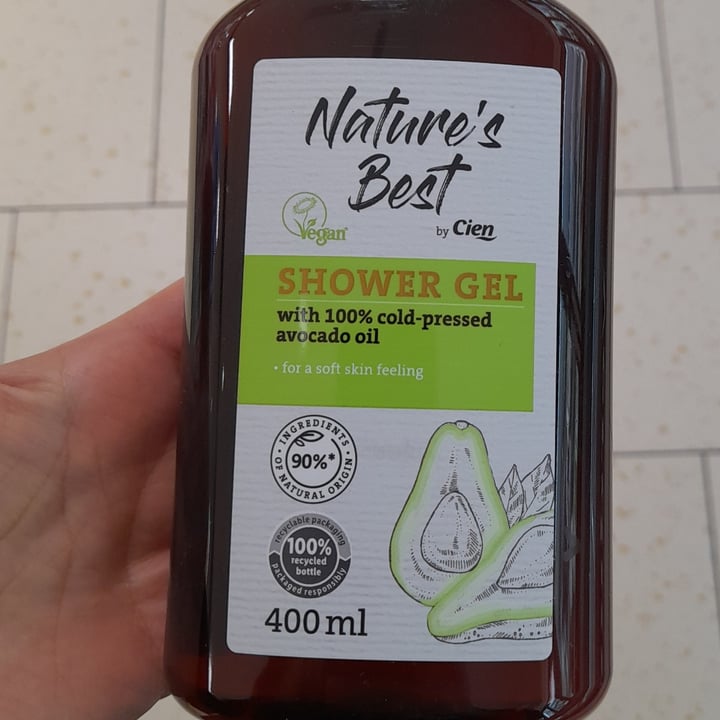 Nature's
Best
by Cien
Vegan
SHOWER GEL
with 100% cold-pressed
avocado oil
• for a soft skin feeling
INGREDIENTS
90%*
OF NATURAL ORIGIN
recyclable packaging
100%
recycled
bottle
packaged responsibly
400 ml